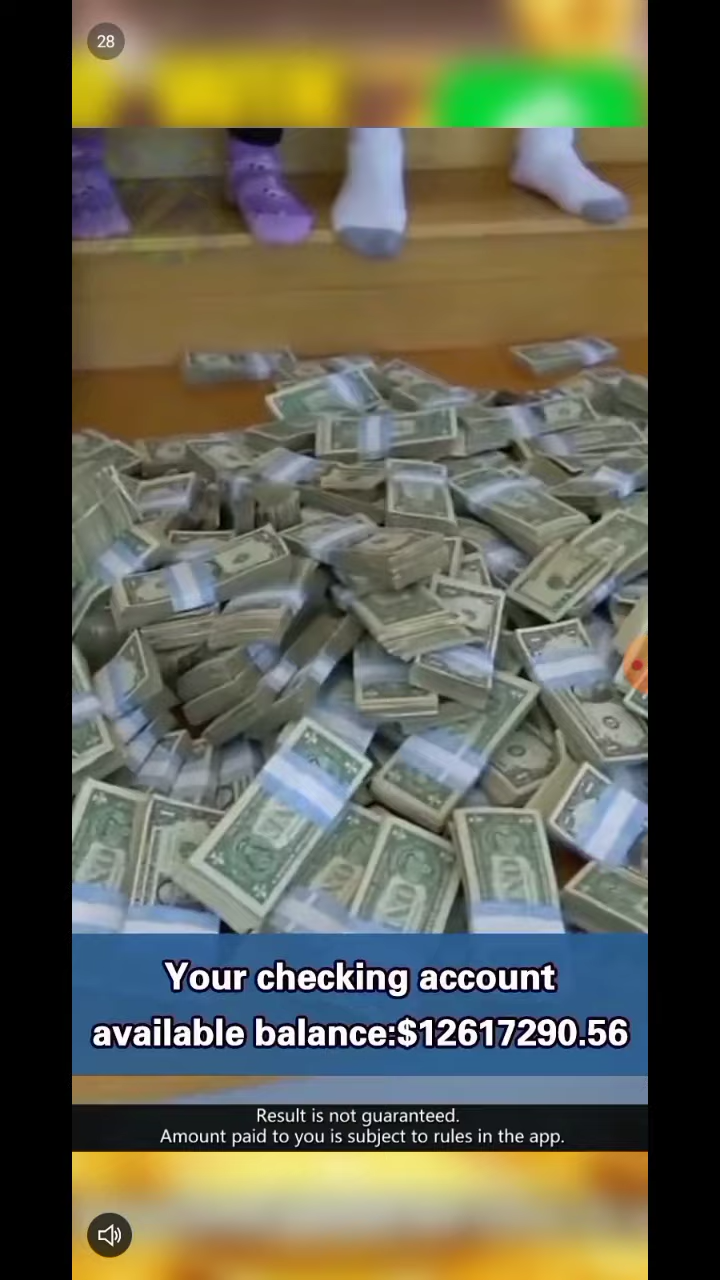 28
Your checking account
available balance:$12617290.56
Result is not guaranteed.
Amount paid to you is subject to rules in the app.